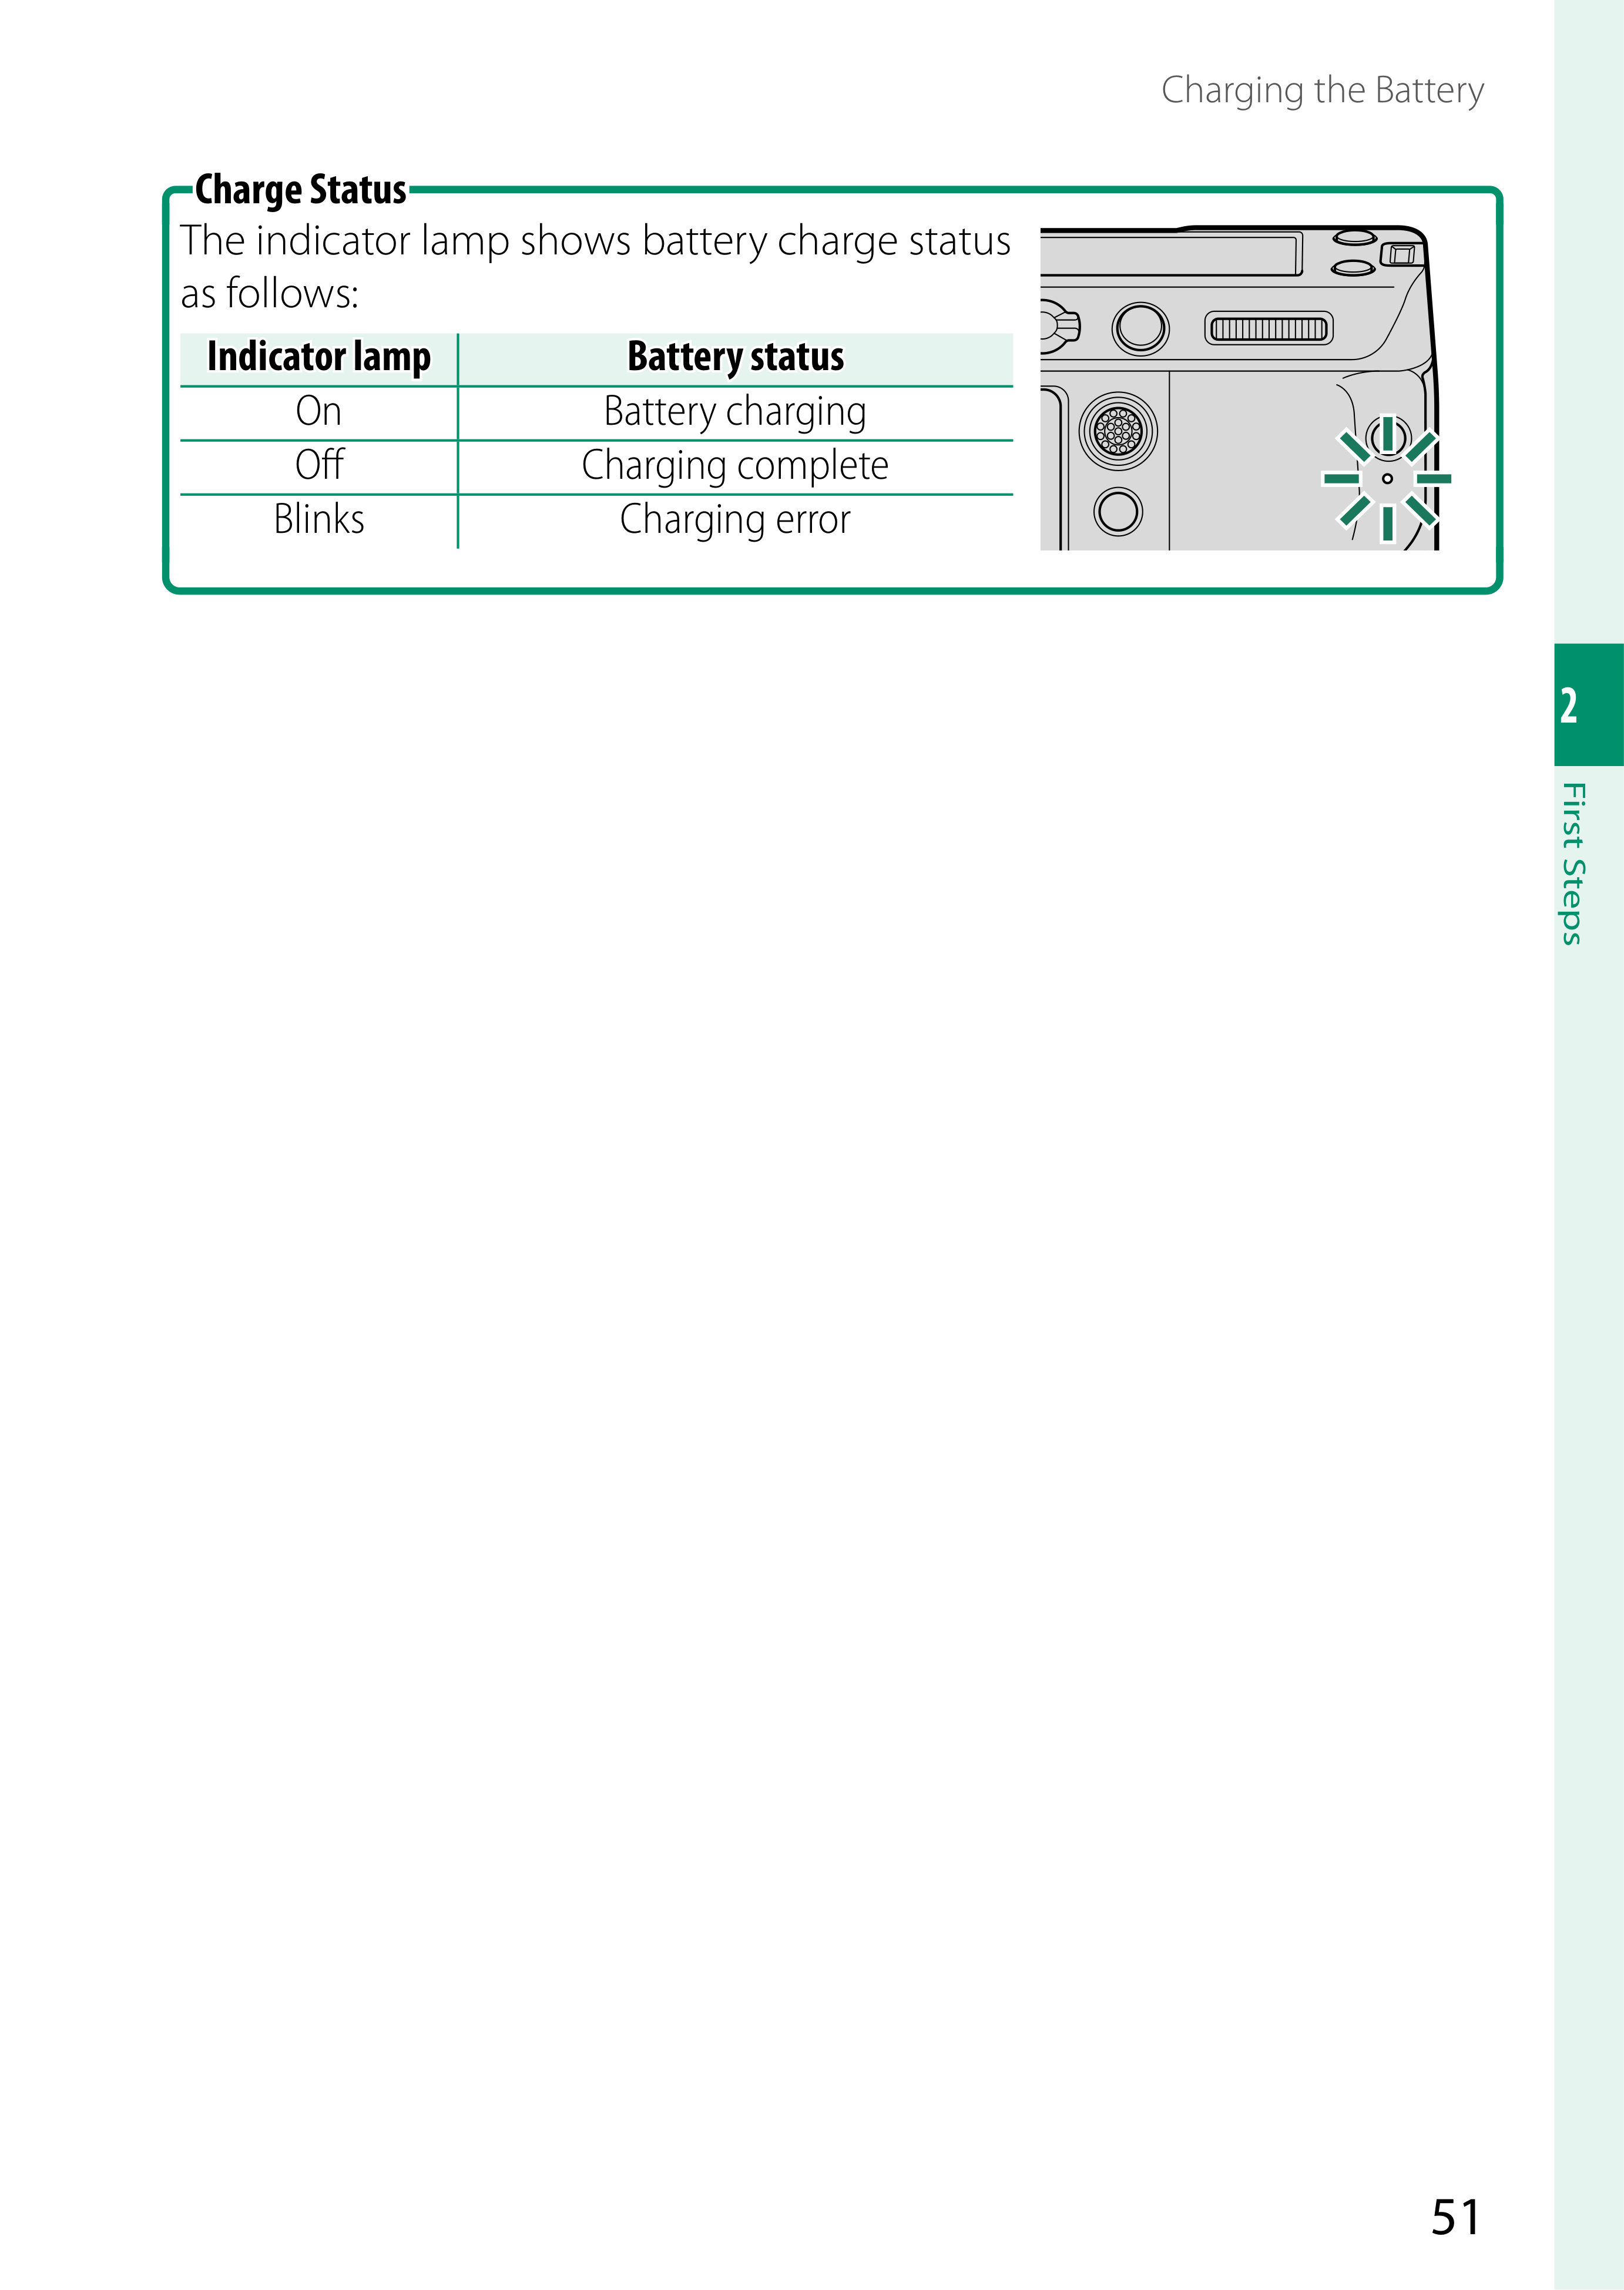 Charging the Battery
Charge Status
The indicator lamp shows battery charge status
as follows:
Indicator lamp Battery status
On Battery charging
Off Charging complete
Blinks Charging error
2
First Steps
51